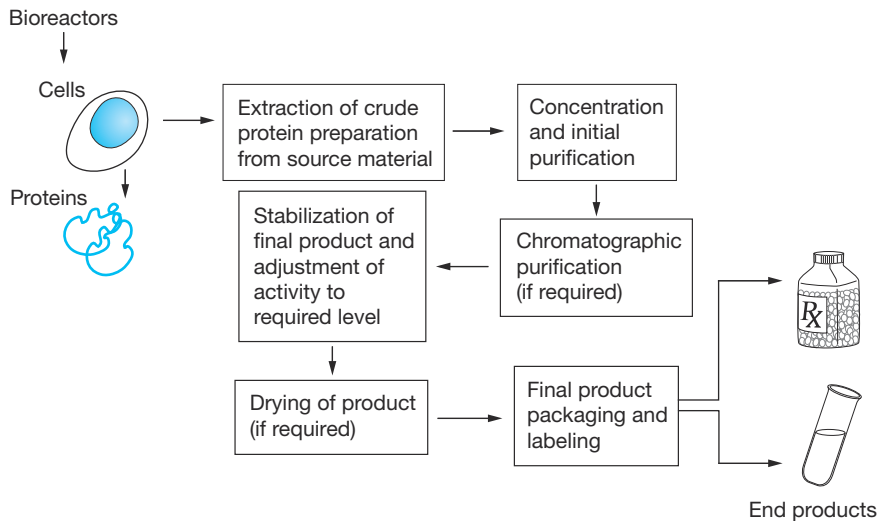 Bioreactors
Cells
Proteins
Extraction of crude
protein preparation
from source material
Concentration
and initial
purification
Chromatographic
purification
(if required)
Stabilization of
final product and
adjustment of
activity to
required level
Drying of product
(if required)
Final product
packaging and
labeling
Rx
End products